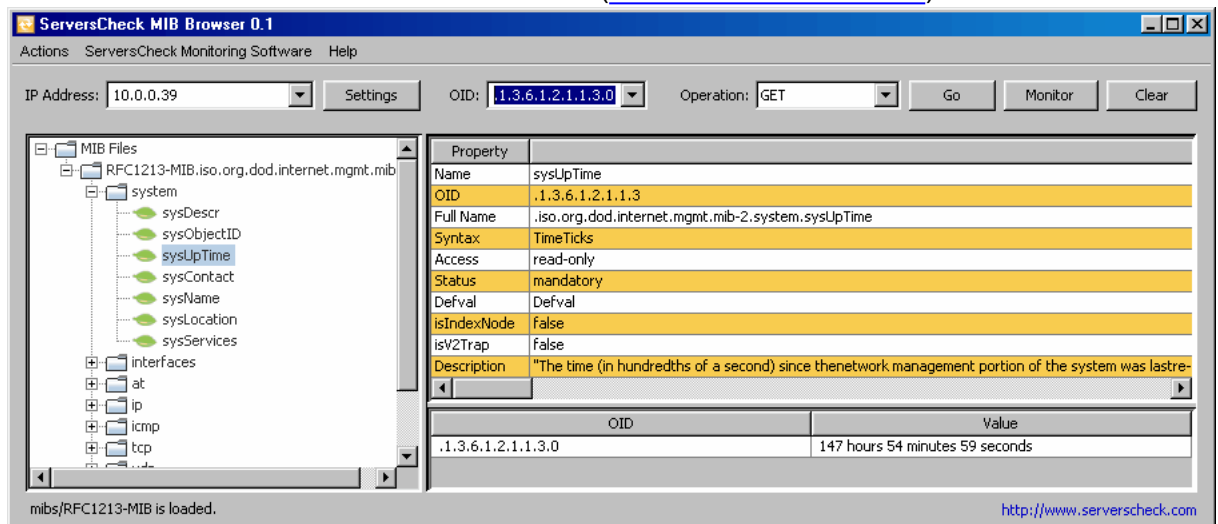 ServersCheck MIB Browser 0.1
Actions ServersCheck Monitoring Software Help
IP Address: 10.0.0.39 Settings OID: .1.3.6.1.2.1.1.3.0 Operation: GET Go Monitor Clear
MIB Files
RFC1213-MIB.iso.org.dod.internet.mgmt.mib
system
sysDescr
sysObjectID
sysUpTime
sysContact
sysName
sysLocation
sysServices
interfaces
at
ip
icmp
tcp
Property
Name sysUpTime
OID .1.3.6.1.2.1.1.3
Full Name .iso.org.dod.internet.mgmt.mib-2.system.sysUpTime
Syntax TimeTicks
Access read-only
Status mandatory
Defval Defval
isIndexNode false
isV2Trap false
Description "The time (in hundredths of a second) since thenetwork management portion of the system was lastre-
OID Value
.1.3.6.1.2.1.1.3.0 147 hours 54 minutes 59 seconds
mibs/RFC1213-MIB is loaded.
http://www.serverscheck.com